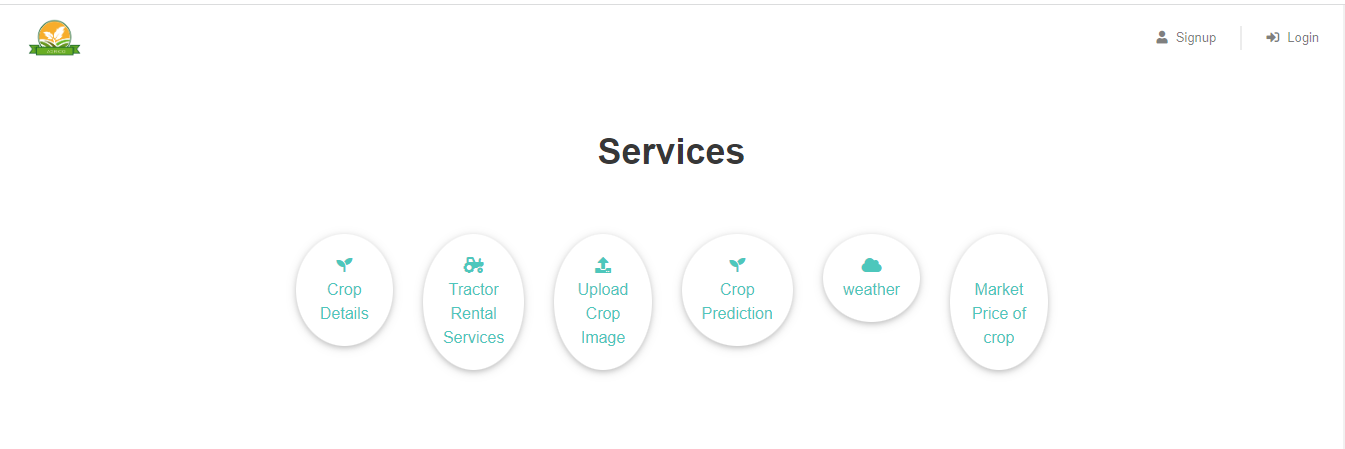 Signup
Login
Services
Crop
Details
Tractor
Rental
Services
Upload
Crop
Image
Crop
Prediction
weather
Market
Price of
crop